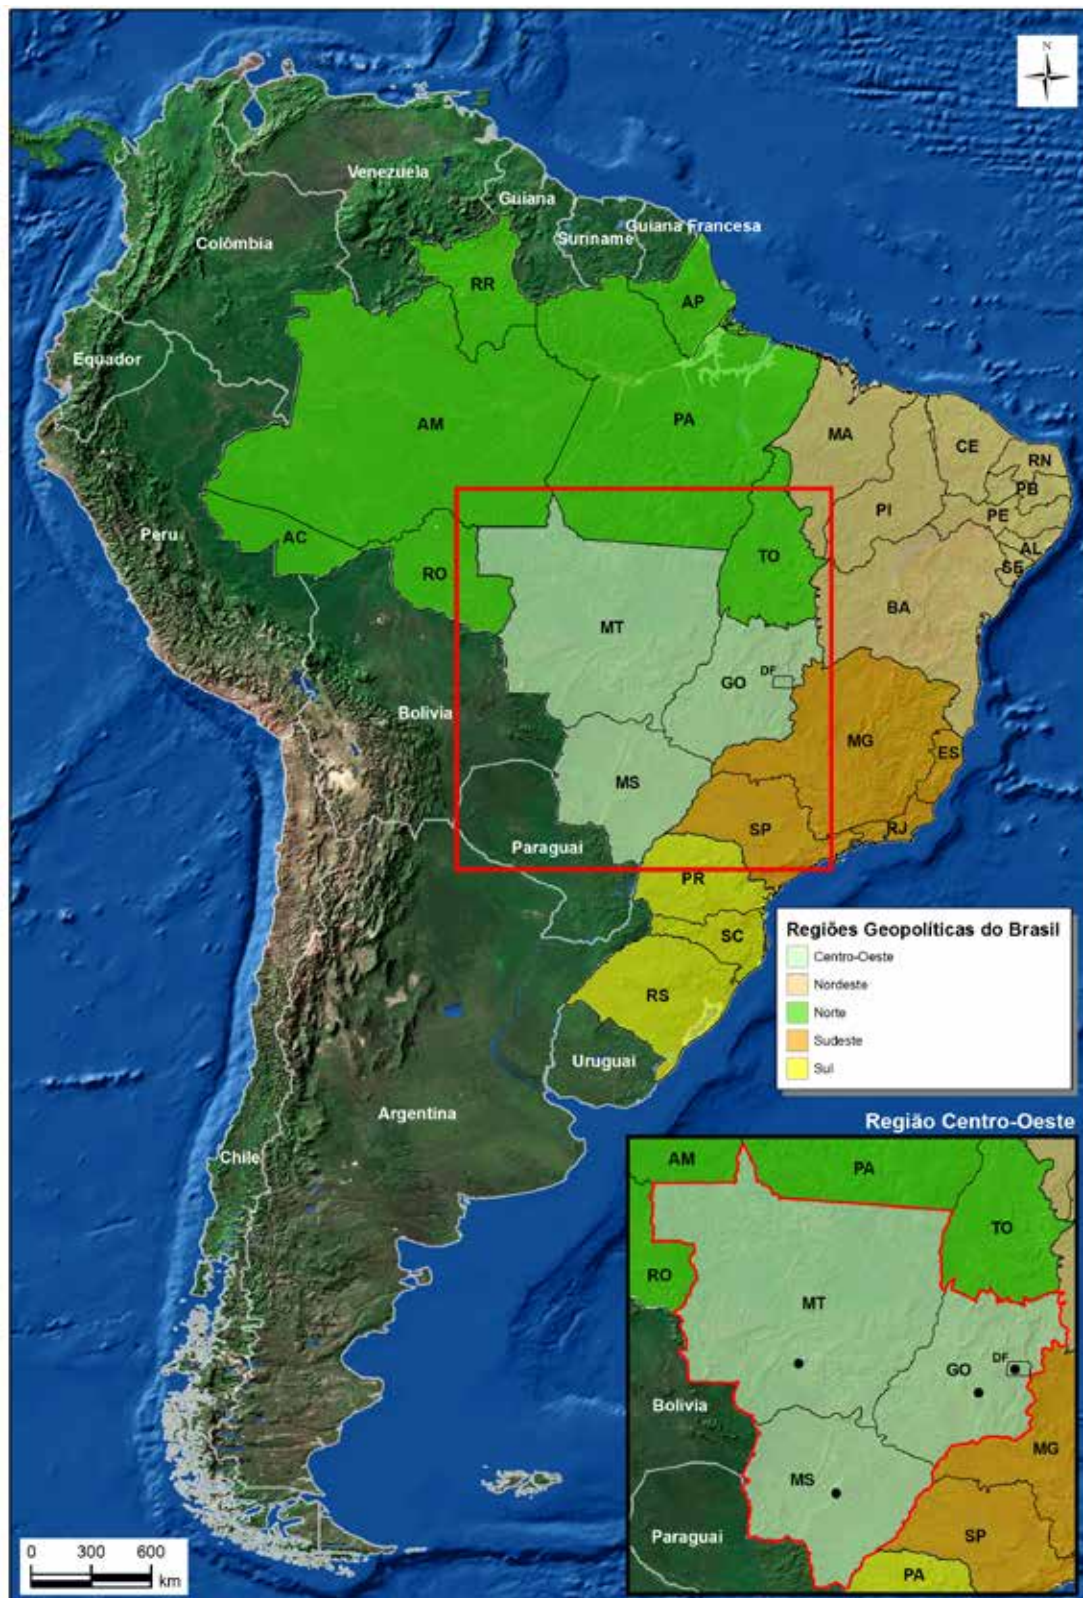 N
Venezuela
Guiana
Guiana Francesa
Suriname
Colômbia
RR
AP
Equador
AM
PA
MA
CE
RN
PB
PI
PE
AL
SE
Peru
AC
RO
TO
BA
MT
DF
GO
Bolívia
MG
ES
MS
SP
RJ
Paraguai
PR
SC
RS
Uruguai
Argentina
Chile
Regiões Geopolíticas do Brasil
Centro-Oeste
Nordeste
Norte
Sudeste
Sul
Região Centro-Oeste
AM
PA
TO
RO
MT
DF
GO
Bolívia
MG
MS
SP
Paraguai
PA
0 300 600
km